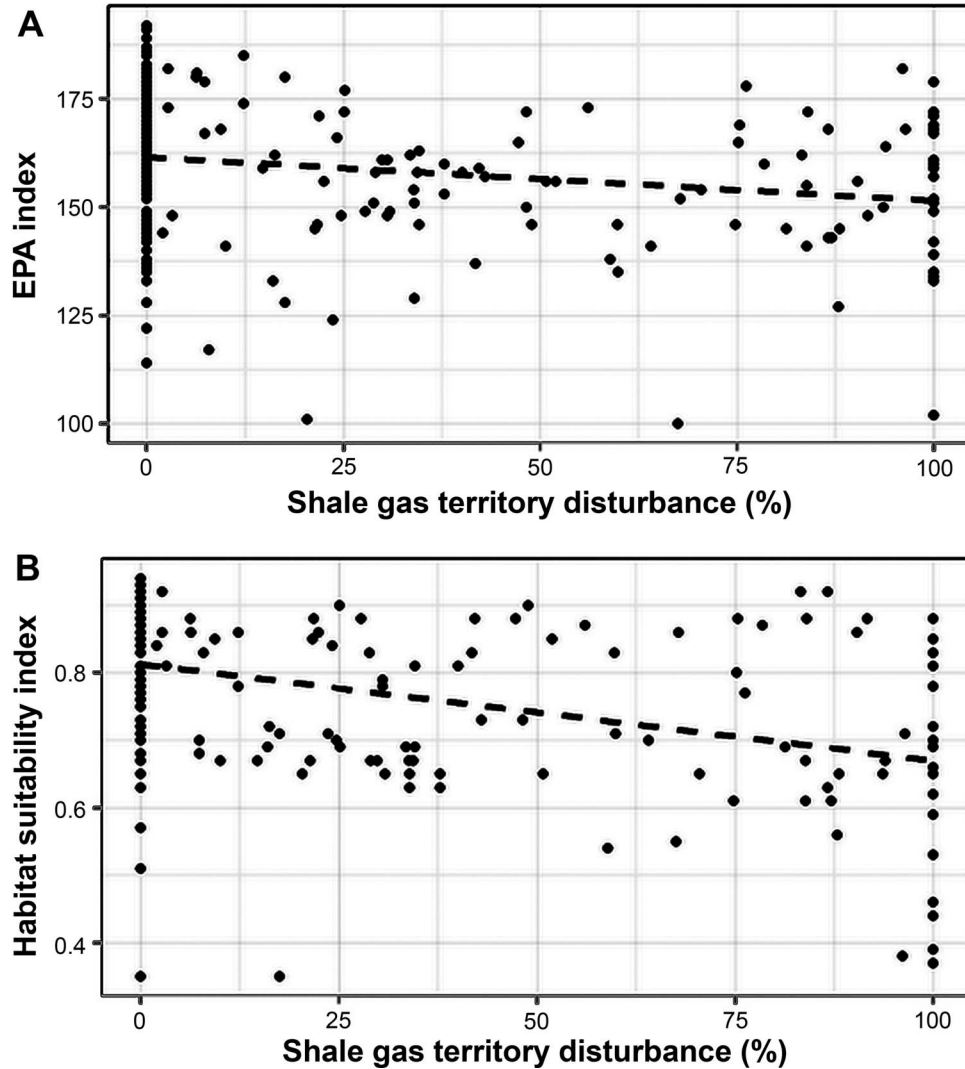 A
EPA index
175
150
125
100
0 25 50 75 100
Shale gas territory disturbance (%)
B
Habitat suitability index
0.8
0.6
0.4
0 25 50 75 100
Shale gas territory disturbance (%)